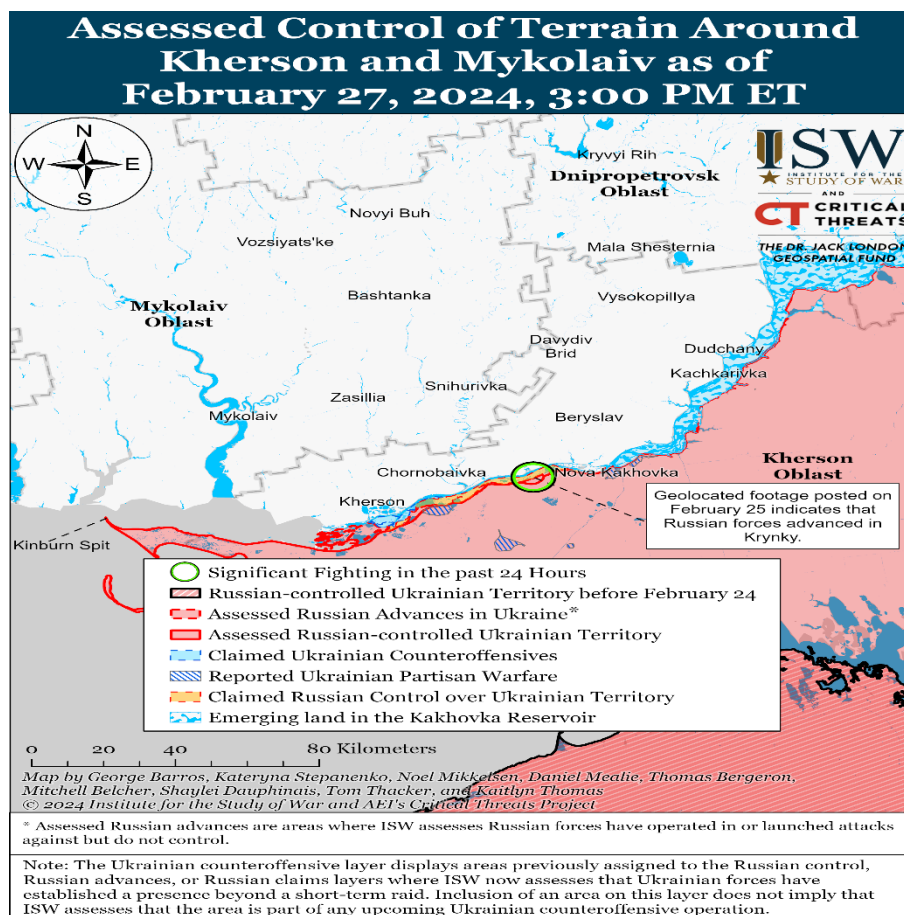 Assessed Control of Terrain Around
Kherson and Mykolaiv as of
February 27, 2024, 3:00 PM ET
N
W E
S
Kryvyi Rih
Dnipropetrovsk
Oblast
ISW
INSTITUTE FOR THE
STUDY OF WAR
AND
CT CRITICAL
THREATS
THE DR. JACK LONDON
GEOSPATIAL FUND
Novyi Buh
Vozsiyats'ke
Mala Shesternia
Bashtanka
Vysokopillya
Mykolaiv
Oblast
Davydiv
Brid
Dudchany
Kachkarivka
Snihurivka
Zasillia
Mykolaiv
Beryslav
Chornobaivka
Nova Kakhovka
Kherson
Oblast
Kherson
Geolocated footage posted on
February 25 indicates that
Russian forces advanced in
Krynky.
Kinburn Spit
Significant Fighting in the past 24 Hours
Russian-controlled Ukrainian Territory before February 24
Assessed Russian Advances in Ukraine*
Assessed Russian-controlled Ukrainian Territory
Claimed Ukrainian Counteroffensives
Reported Ukrainian Partisan Warfare
Claimed Russian Control over Ukrainian Territory
Emerging land in the Kakhovka Reservoir
0 20 40 80 Kilometers
Map by George Barros, Kateryna Stepanenko, Noel Mikkelsen, Daniel Mealie, Thomas Bergeron,
Mitchell Belcher, Shaylei Dauphinais, Tom Thacker, and Kaitlyn Thomas
© 2024 Institute for the Study of War and AEI's Critical Threats Project
* Assessed Russian advances are areas where ISW assesses Russian forces have operated in or launched attacks
against but do not control.
Note: The Ukrainian counteroffensive layer displays areas previously assigned to the Russian control,
Russian advances, or Russian claims layers where ISW now assesses that Ukrainian forces have
established a presence beyond a short-term raid. Inclusion of an area on this layer does not imply that
ISW assesses that the area is part of any upcoming Ukrainian counteroffensive operation.